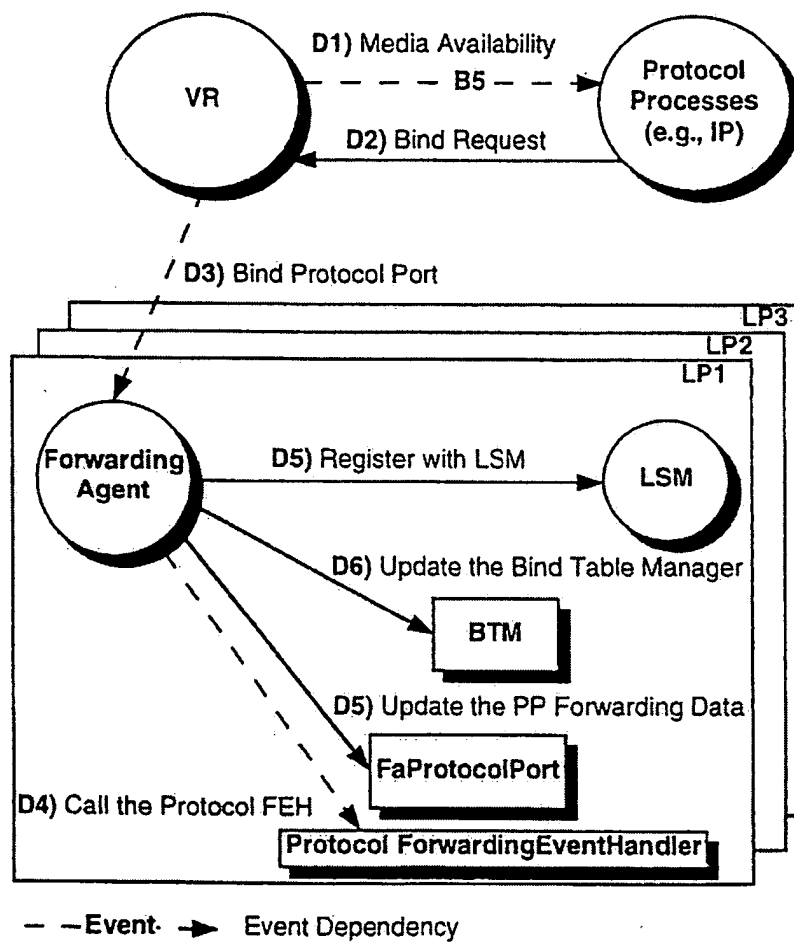 D1) Media Availability
VR
B5
Protocol
Processes
(e.g., IP)
D2) Bind Request
D3) Bind Protocol Port
LP3
LP2
LP1
Forwarding
Agent
D5) Register with LSM
LSM
D6) Update the Bind Table Manager
BTM
D5) Update the PP Forwarding Data
FaProtocolPort
D4) Call the Protocol FEH
Protocol ForwardingEventHandler
Event
Event Dependency